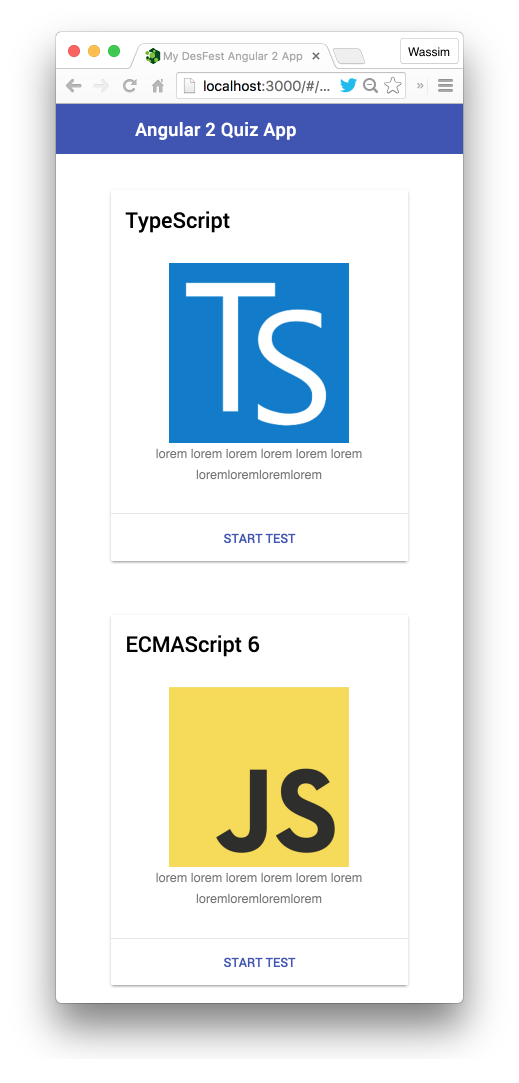 My DesFest Angular 2 App
Wassim
localhost:3000/#/...
Angular 2 Quiz App
TypeScript
TS
lorem lorem lorem lorem lorem lorem
loremloremloremlorem
START TEST
ECMAScript 6
JS
lorem lorem lorem lorem lorem lorem
loremloremloremlorem
START TEST